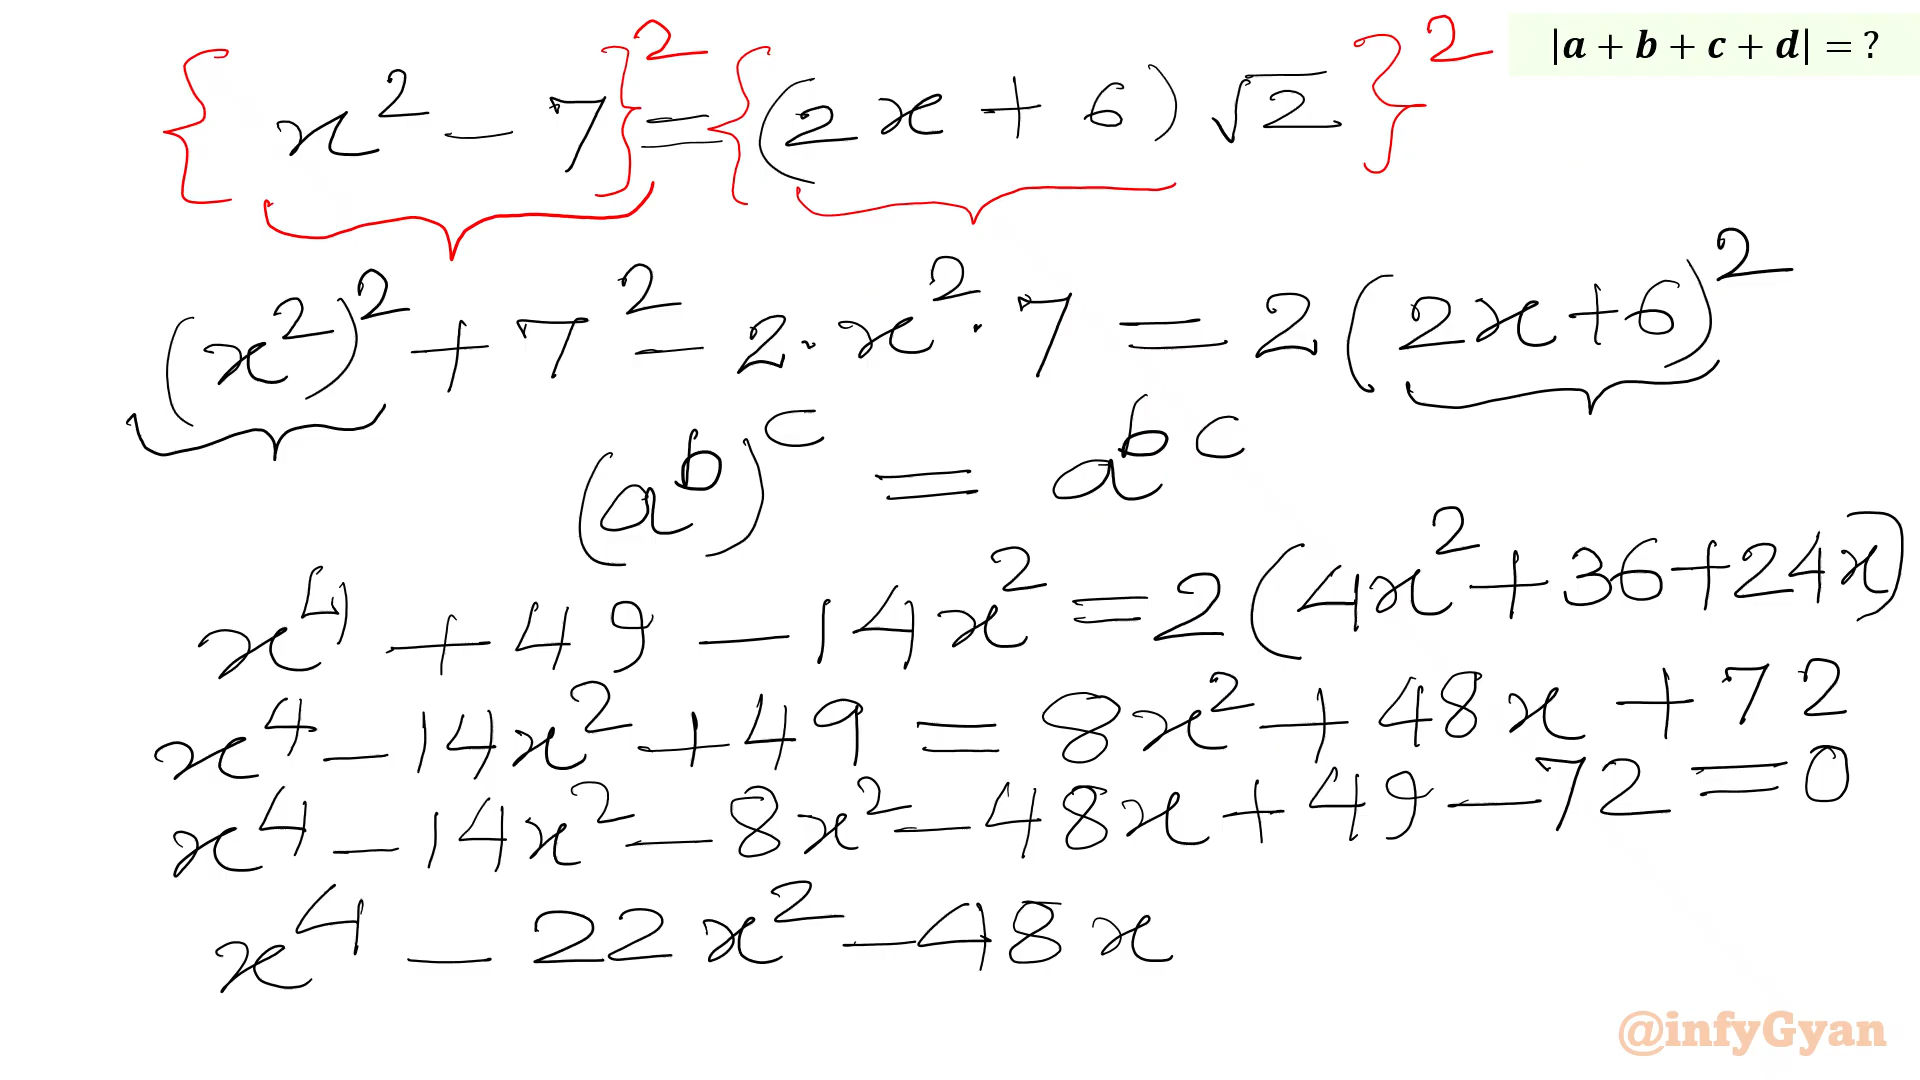 |a + b + c + d| = ?
{x² − 7}² = {(2x + 6)√2}²
(x²)² + 7² − 2·x²·7 = 2(2x+6)²
(a^b)^c = a^bc
x⁴ + 49 − 14x² = 2(4x² + 36 + 24x)
x⁴ − 14x² + 49 = 8x² + 48x + 72
x⁴ − 14x² − 8x² − 48x + 49 − 72 = 0
x⁴ − 22x² − 48x
@infyGyan